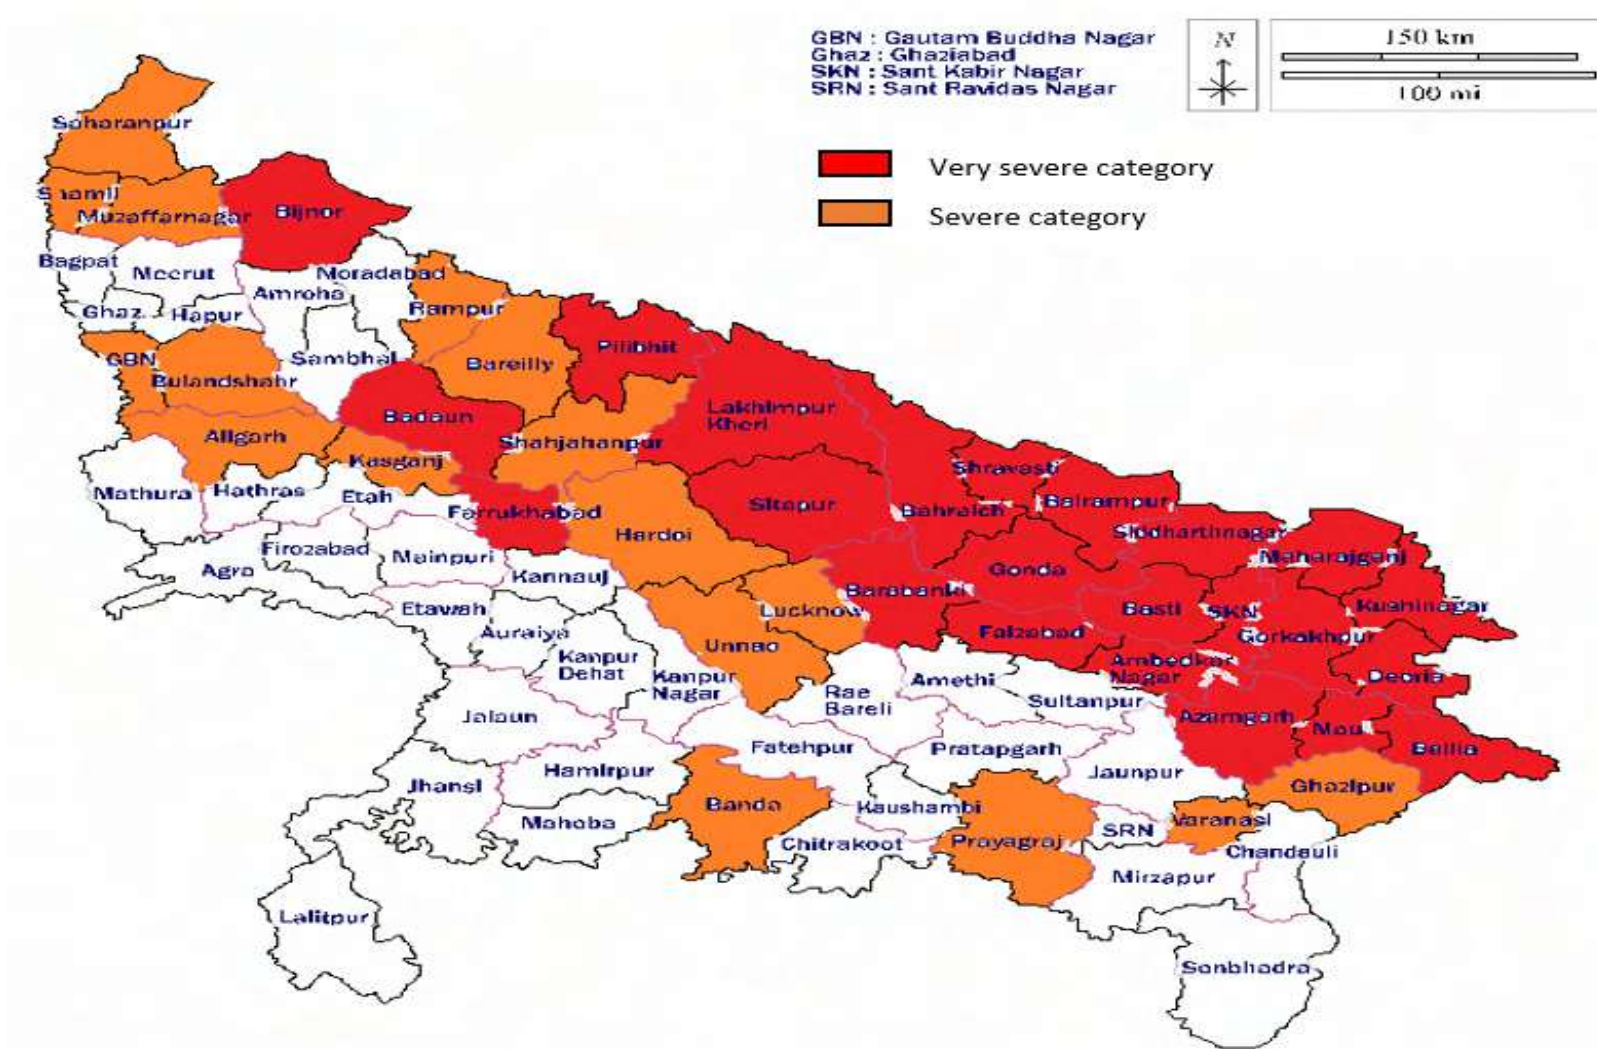 GBN : Gautam Buddha Nagar
Ghaz : Ghaziabad
SKN : Sant Kabir Nagar
SRN : Sant Ravidas Nagar
N
150 km
100 mi
Very severe category
Severe category
Saharanpur
Shamli
Muzaffarnagar
Bijnor
Bagpat
Meerut
Moradabad
Amroha
Ghaz
Hapur
Rampur
Sambhal
GBN
Bulandshahr
Bareilly
Pilibhit
Badaun
Lakhimpur
Kheri
Aligarh
Shahjahanpur
Kasganj
Shravasti
Mathura
Hathras
Etah
Farrukhabad
Sitapur
Bahraich
Balrampur
Hardoi
Siddharthnagar
Maharajganj
Agra
Firozabad
Mainpuri
Kannauj
Gonda
Barabanki
Etawah
Lucknow
Basti
SKN
Kushinagar
Auraiya
Unnao
Faizabad
Gorkakhpur
Kanpur
Dehat
Kanpur
Nagar
Rae
Bareli
Amethi
Ambedkar
Nagar
Deoria
Sultanpur
Jalaun
Azamgarh
Mau
Ballia
Fatehpur
Pratapgarh
Jaunpur
Ghazipur
Jhansi
Hamirpur
Banda
Kaushambi
Mahoba
Chitrakoot
Prayagraj
SRN
Varanasi
Chandauli
Mirzapur
Lalitpur
Sonbhadra